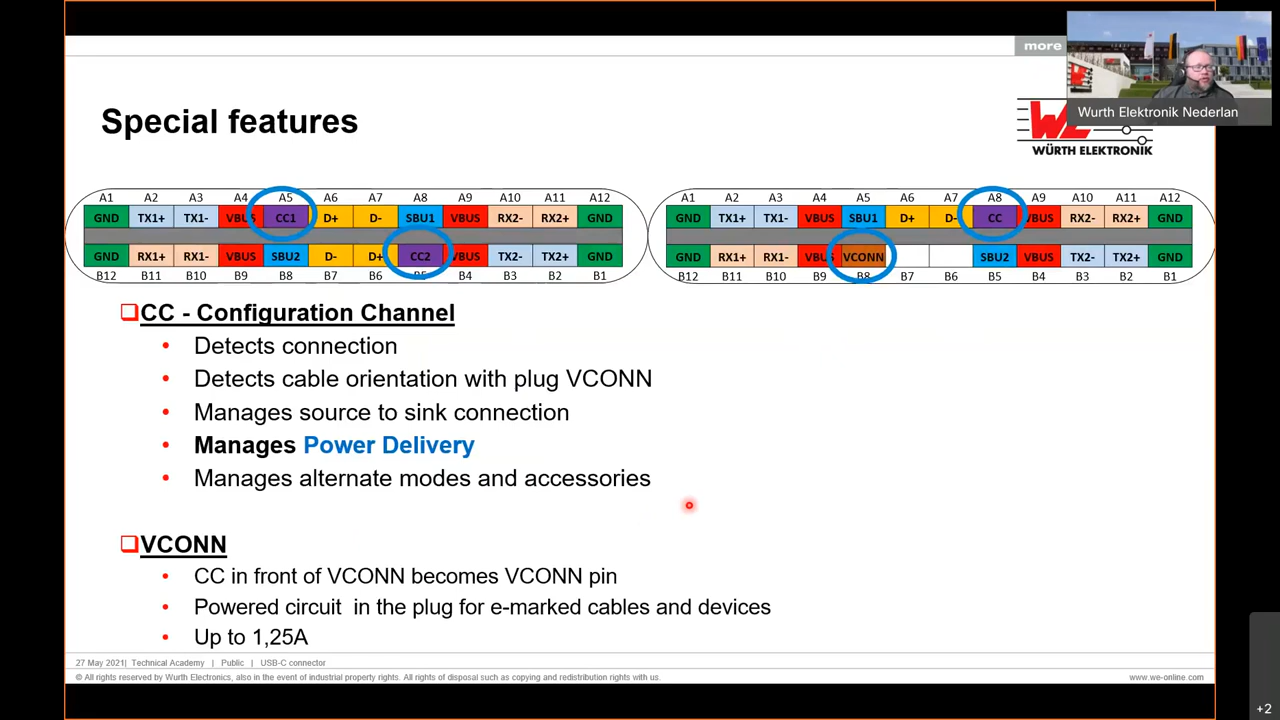 more
Wurth Elektronik Nederlan
Special features
WÜRTH ELEKTRONIK
A1 A2 A3 A4 A5 A6 A7 A8 A9 A10 A11 A12
GND TX1+ TX1- VBUS CC1 D+ D- SBU1 VBUS RX2- RX2+ GND
GND RX1+ RX1- VBUS SBU2 D- D+ CC2 VBUS TX2- TX2+ GND
B12 B11 B10 B9 B8 B7 B6 B5 B4 B3 B2 B1
A1 A2 A3 A4 A5 A6 A7 A8 A9 A10 A11 A12
GND TX1+ TX1- VBUS SBU1 D+ D- CC VBUS RX2- RX2+ GND
GND RX1+ RX1- VBUS VCONN SBU2 VBUS TX2- TX2+ GND
B12 B11 B10 B9 B8 B7 B6 B5 B4 B3 B2 B1
CC - Configuration Channel
• Detects connection
• Detects cable orientation with plug VCONN
• Manages source to sink connection
• Manages Power Delivery
• Manages alternate modes and accessories
VCONN
• CC in front of VCONN becomes VCONN pin
• Powered circuit in the plug for e-marked cables and devices
• Up to 1,25A
27 May 2021| Technical Academy | Public | USB-C connector
© All rights reserved by Wurth Electronics, also in the event of industrial property rights. All rights of disposal such as copying and redistribution rights with us.
www.we-online.com
+2